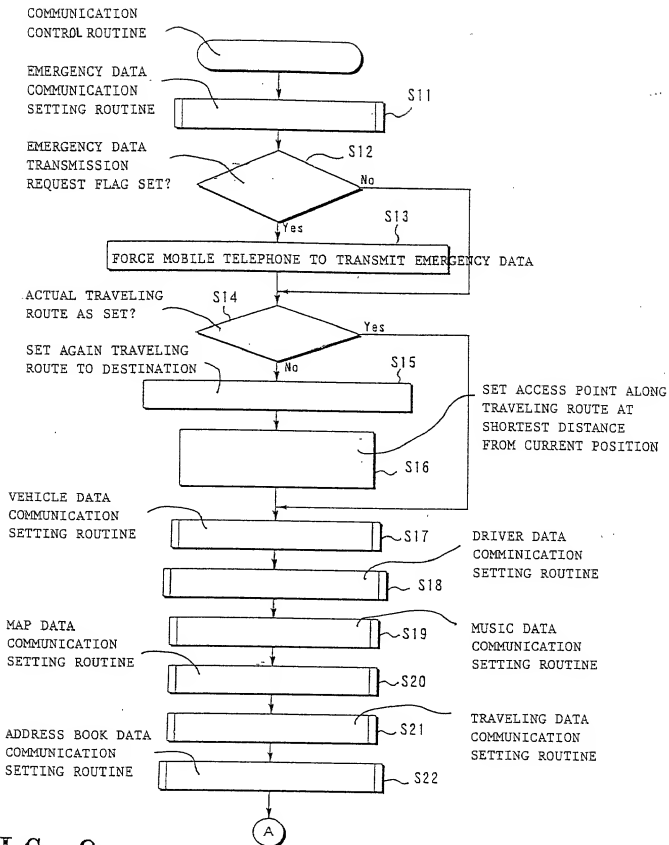 COMMUNICATION
CONTROL ROUTINE
EMERGENCY DATA
COMMUNICATION
SETTING ROUTINE
S11
EMERGENCY DATA
TRANSMISSION
REQUEST FLAG SET?
S12
No
Yes
S13
FORCE MOBILE TELEPHONE TO TRANSMIT EMERGENCY DATA
ACTUAL TRAVELING
ROUTE AS SET?
S14
Yes
No
SET AGAIN TRAVELING
ROUTE TO DESTINATION
S15
SET ACCESS POINT ALONG
TRAVELING ROUTE AT
SHORTEST DISTANCE
FROM CURRENT POSITION
S16
VEHICLE DATA
COMMUNICATION
SETTING ROUTINE
S17
DRIVER DATA
COMMINICATION
SETTING ROUTINE
S18
MUSIC DATA
COMMUNICATION
SETTING ROUTINE
S19
MAP DATA
COMMUNICATION
SETTING ROUTINE
S20
TRAVELING DATA
COMMUNICATION
SETTING ROUTINE
S21
ADDRESS BOOK DATA
COMMUNICATION
SETTING ROUTINE
S22
A